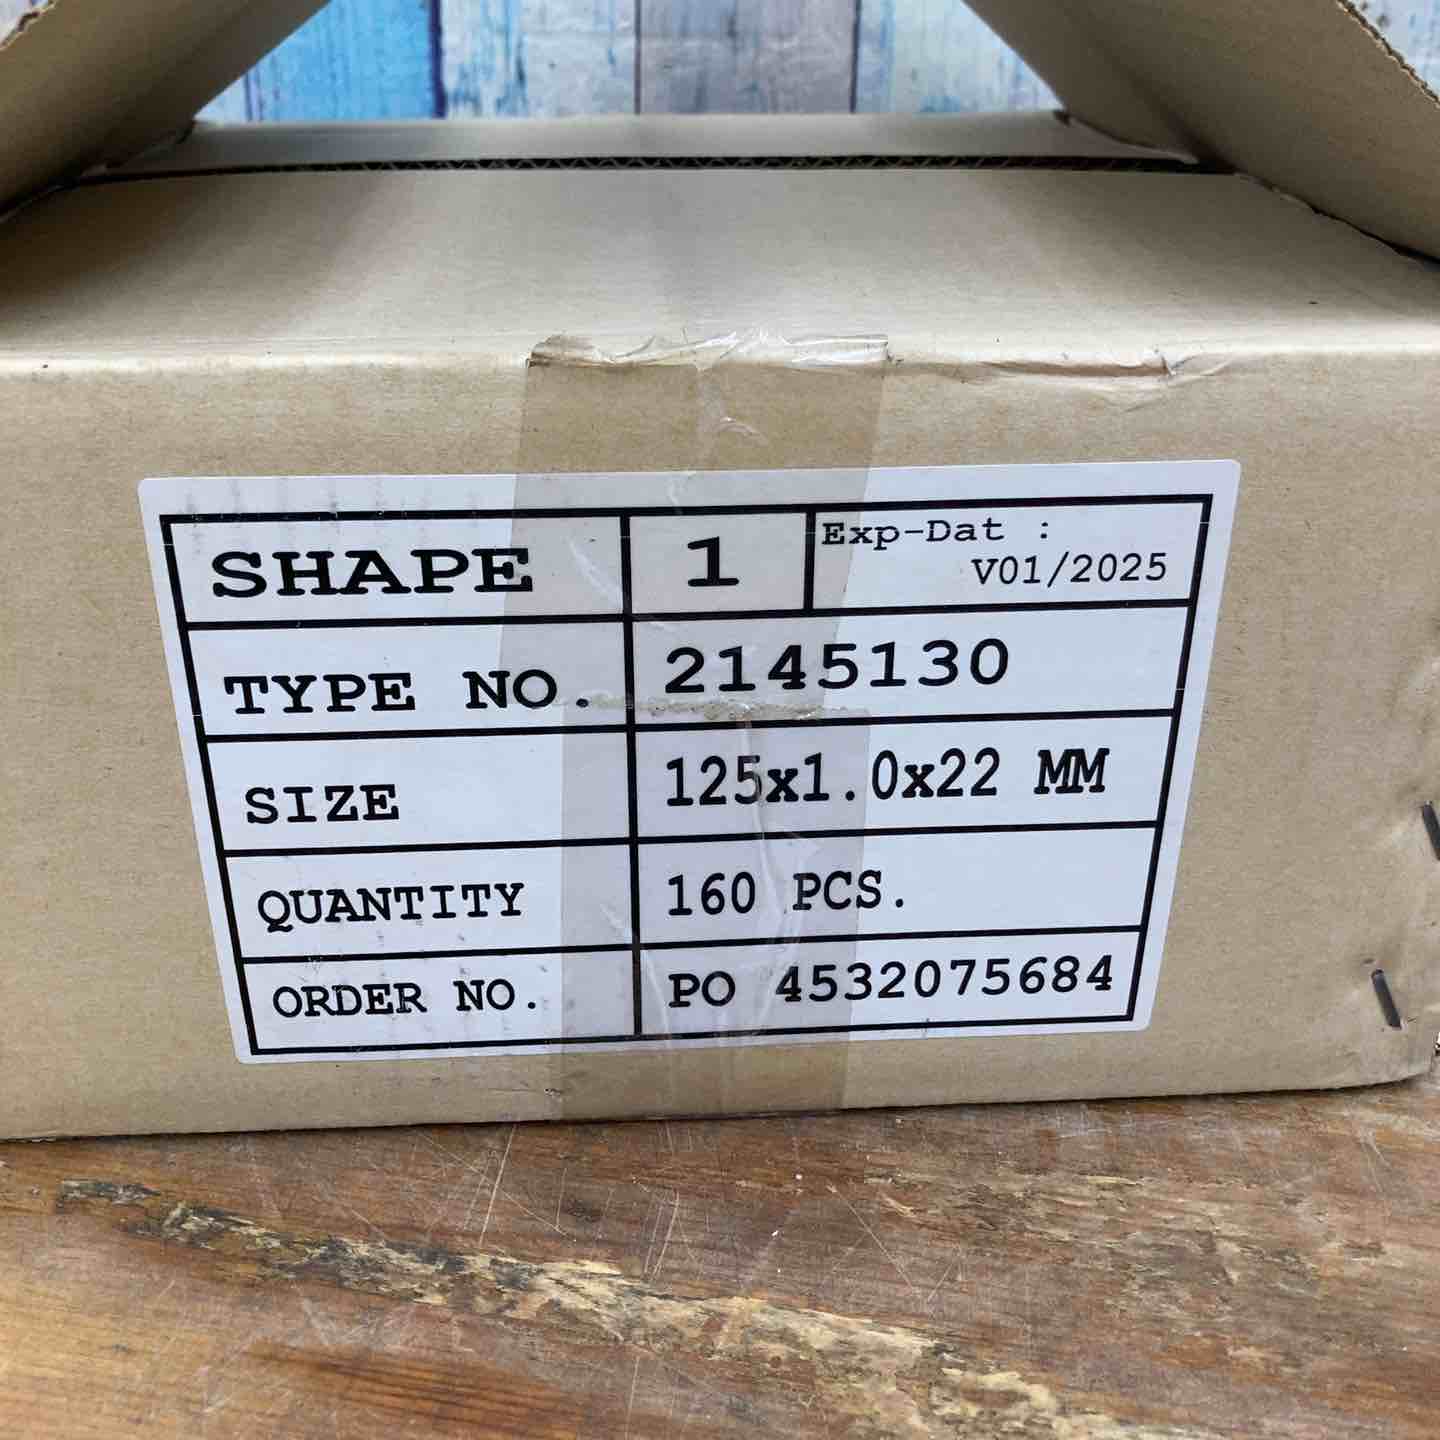 SHAPE 1 Exp-Dat :
V01/2025
TYPE NO. 2145130
SIZE 125x1.0x22 MM
QUANTITY 160 PCS.
ORDER NO. PO 4532075684